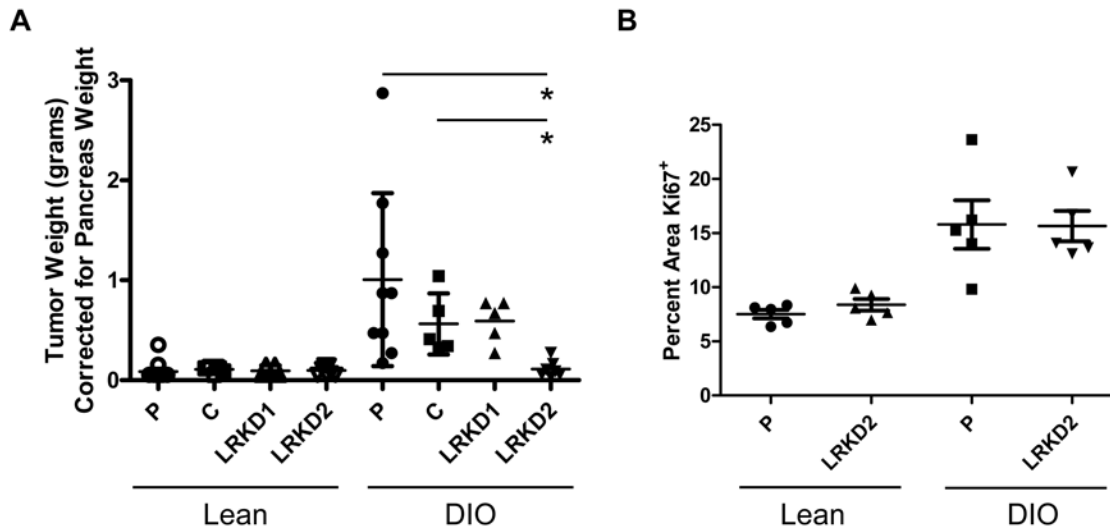 A
Tumor Weight (grams)
Corrected for Pancreas Weight
3
2
1
0
*
*
P
C
LRKD1
LRKD2
P
C
LRKD1
LRKD2
Lean
DIO
B
Percent Area Ki67+
25
20
15
10
5
0
P
LRKD2
P
LRKD2
Lean
DIO